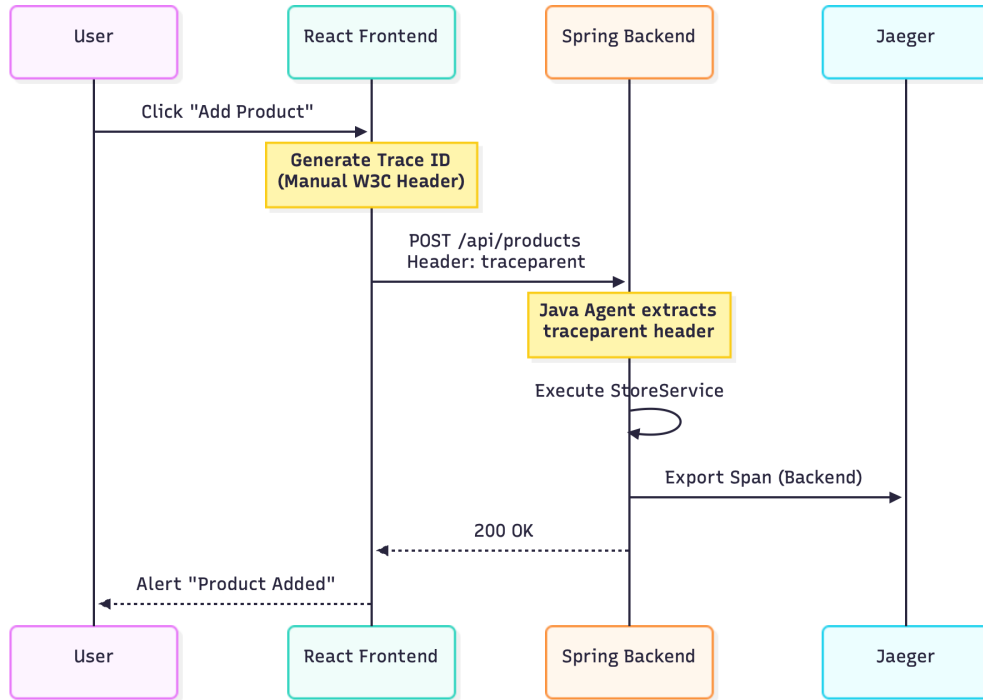 User
React Frontend
Spring Backend
Jaeger
Click "Add Product"
Generate Trace ID
(Manual W3C Header)
POST /api/products
Header: traceparent
Java Agent extracts
traceparent header
Execute StoreService
Export Span (Backend)
200 OK
Alert "Product Added"
User
React Frontend
Spring Backend
Jaeger